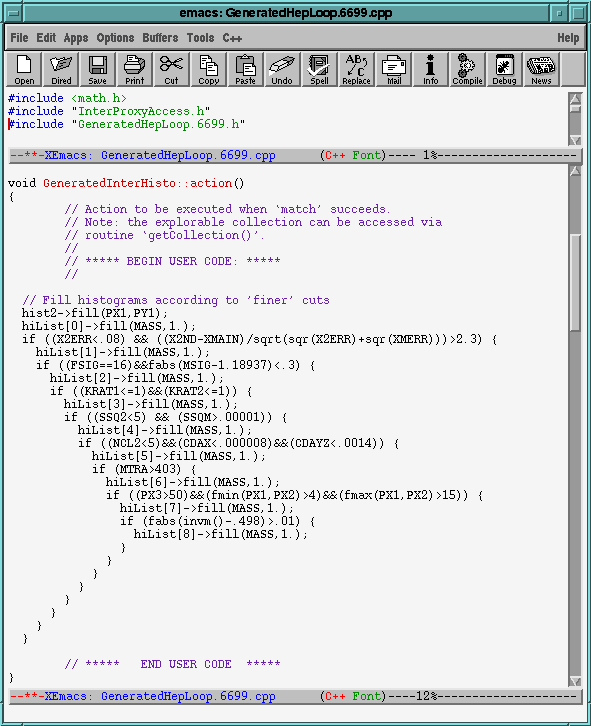 emacs: GeneratedHepLoop.6699.cpp
File Edit Apps Options Buffers Tools C++ Help
Open Dired Save Print Cut Copy Paste Undo Spell Replace Mail Info Compile Debug News
#include <math.h>
#include "InterProxyAccess.h"
#include "GeneratedHepLoop.6699.h"
--**-XEmacs: GeneratedHepLoop.6699.cpp (C++ Font)---- 1%--------------------
void GeneratedInterHisto::action()
{
        // Action to be executed when `match' succeeds.
        // Note: the explorable collection can be accessed via
        // routine `getCollection()'.
        //
        // ***** BEGIN USER CODE: *****
        //
  // Fill histograms according to 'finer' cuts
  hist2->fill(PX1,PY1);
  hiList[0]->fill(MASS,1.);
  if ((X2ERR<.08) && ((X2ND-XMAIN)/sqrt(sqr(X2ERR)+sqr(XMERR)))>2.3) {
    hiList[1]->fill(MASS,1.);
    if ((FSIG==16)&&fabs(MSIG-1.18937)<.3) {
      hiList[2]->fill(MASS,1.);
      if ((KRAT1<=1)&&(KRAT2<=1)) {
        hiList[3]->fill(MASS,1.);
        if ((SSQ2<5) && (SSQM>.00001)) {
          hiList[4]->fill(MASS,1.);
          if ((NCL2<5)&&(CDAX<.000008)&&(CDAYZ<.0014)) {
            hiList[5]->fill(MASS,1.);
            if (MTRA>403) {
              hiList[6]->fill(MASS,1.);
              if ((PX3>50)&&(fmin(PX1,PX2)>4)&&(fmax(PX1,PX2)>15)) {
                hiList[7]->fill(MASS,1.);
                if (fabs(invm()-.498)>.01) {
                  hiList[8]->fill(MASS,1.);
                }
              }
            }
          }
        }
      }
    }
  }
        // *****   END USER CODE  *****
}
--**-XEmacs: GeneratedHepLoop.6699.cpp (C++ Font)----12%--------------------